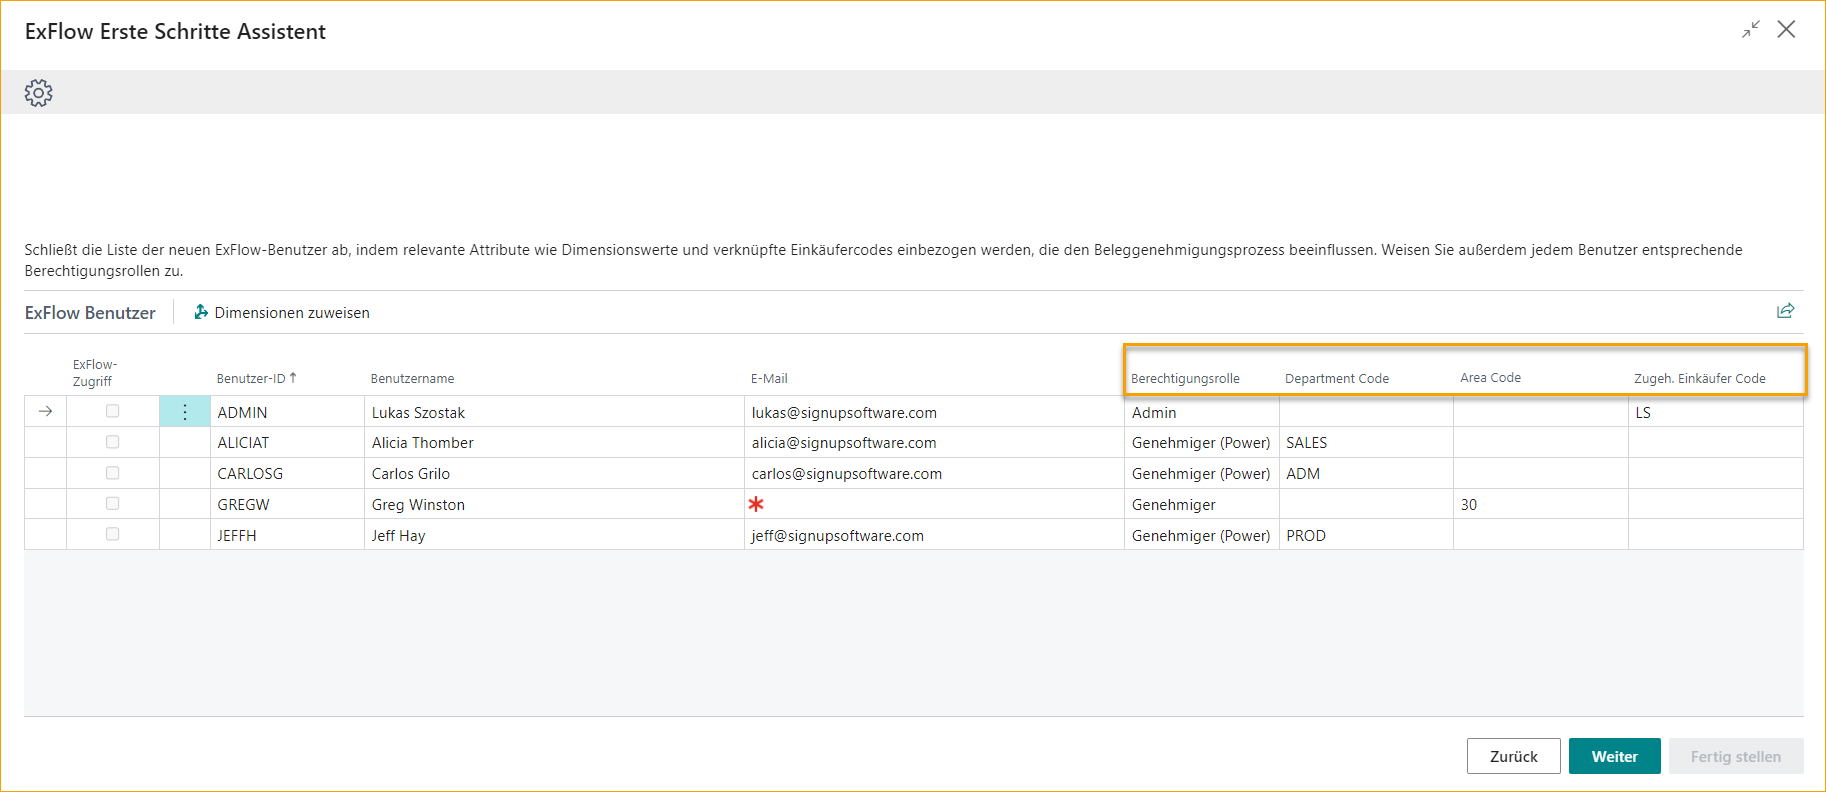 ExFlow Erste Schritte Assistent
Schließt die Liste der neuen ExFlow-Benutzer ab, indem relevante Attribute wie Dimensionswerte und verknüpfte Einkäufercodes einbezogen werden, die den Beleggenehmigungsprozess beeinflussen. Weisen Sie außerdem jedem Benutzer entsprechende
Berechtigungsrollen zu.
ExFlow Benutzer Dimensionen zuweisen
ExFlow-
Zugriff Benutzer-ID ↑ Benutzername E-Mail Berechtigungsrolle Department Code Area Code Zugeh. Einkäufer Code
ADMIN Lukas Szostak lukas@signupsoftware.com Admin LS
ALICIAT Alicia Thomber alicia@signupsoftware.com Genehmiger (Power) SALES
CARLOSG Carlos Grilo carlos@signupsoftware.com Genehmiger (Power) ADM
GREGW Greg Winston * Genehmiger 30
JEFFH Jeff Hay jeff@signupsoftware.com Genehmiger (Power) PROD
Zurück Weiter Fertig stellen